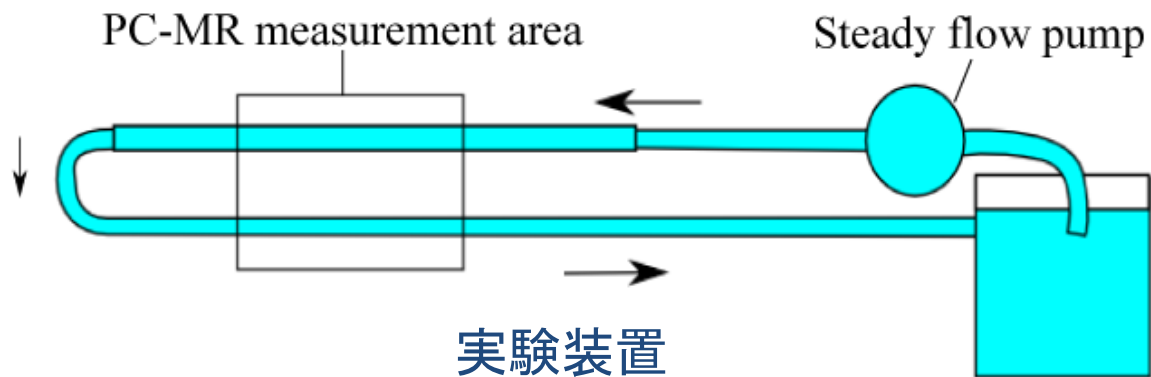 PC-MR measurement area
Steady flow pump
実験装置